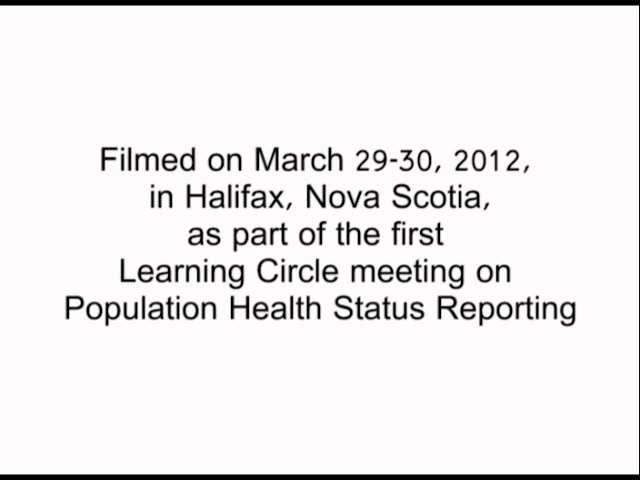 Filmed on March 29-30, 2012,
in Halifax, Nova Scotia,
as part of the first
Learning Circle meeting on
Population Health Status Reporting